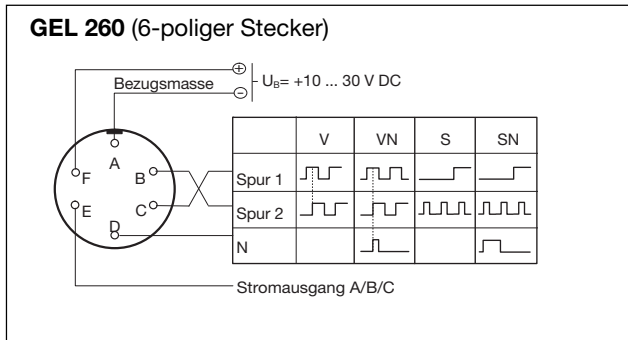 GEL 260 (6-poliger Stecker)
Bezugsmasse
+
−
U_B= +10 ... 30 V DC
A
F
B
E
C
D
V VN S SN
Spur 1
Spur 2
N
Stromausgang A/B/C